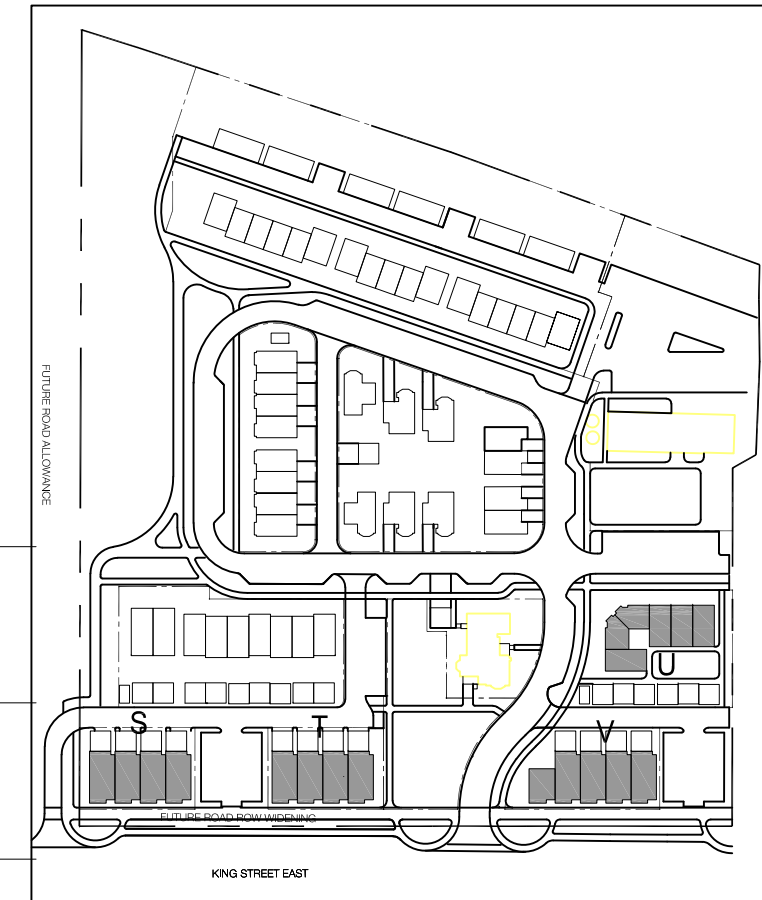 FUTURE ROAD ALLOWANCE
U
S
T
V
FUTURE ROAD ROW WIDENING
KING STREET EAST